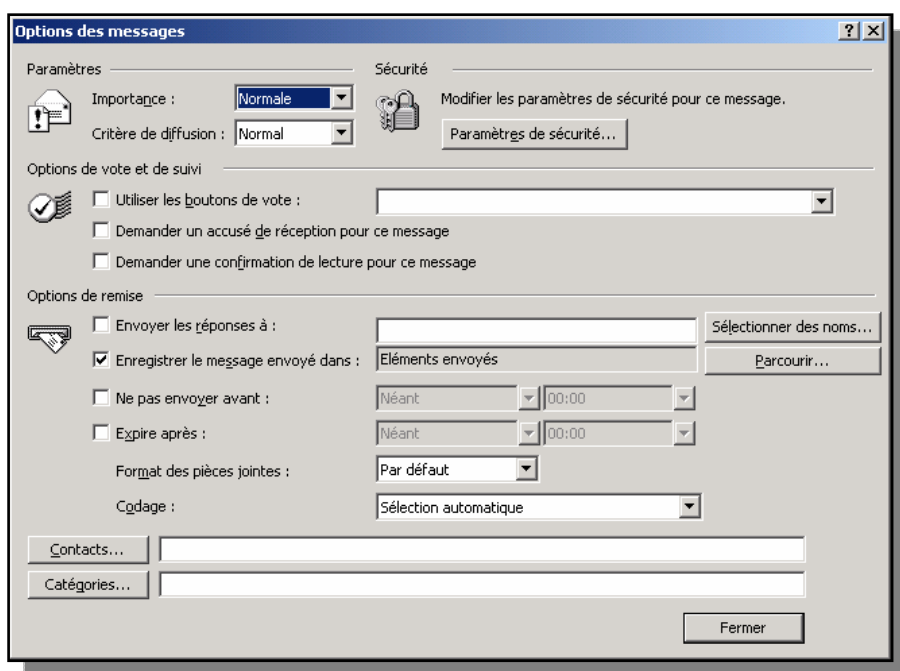 Options des messages
Paramètres
Sécurité
Importance :
Normale
Modifier les paramètres de sécurité pour ce message.
Critère de diffusion :
Normal
Paramètres de sécurité...
Options de vote et de suivi
Utiliser les boutons de vote :
Demander un accusé de réception pour ce message
Demander une confirmation de lecture pour ce message
Options de remise
Envoyer les réponses à :
Sélectionner des noms...
Enregistrer le message envoyé dans :
Eléments envoyés
Parcourir...
Ne pas envoyer avant :
Néant
00:00
Expire après :
Néant
00:00
Format des pièces jointes :
Par défaut
Codage :
Sélection automatique
Contacts...
Catégories...
Fermer